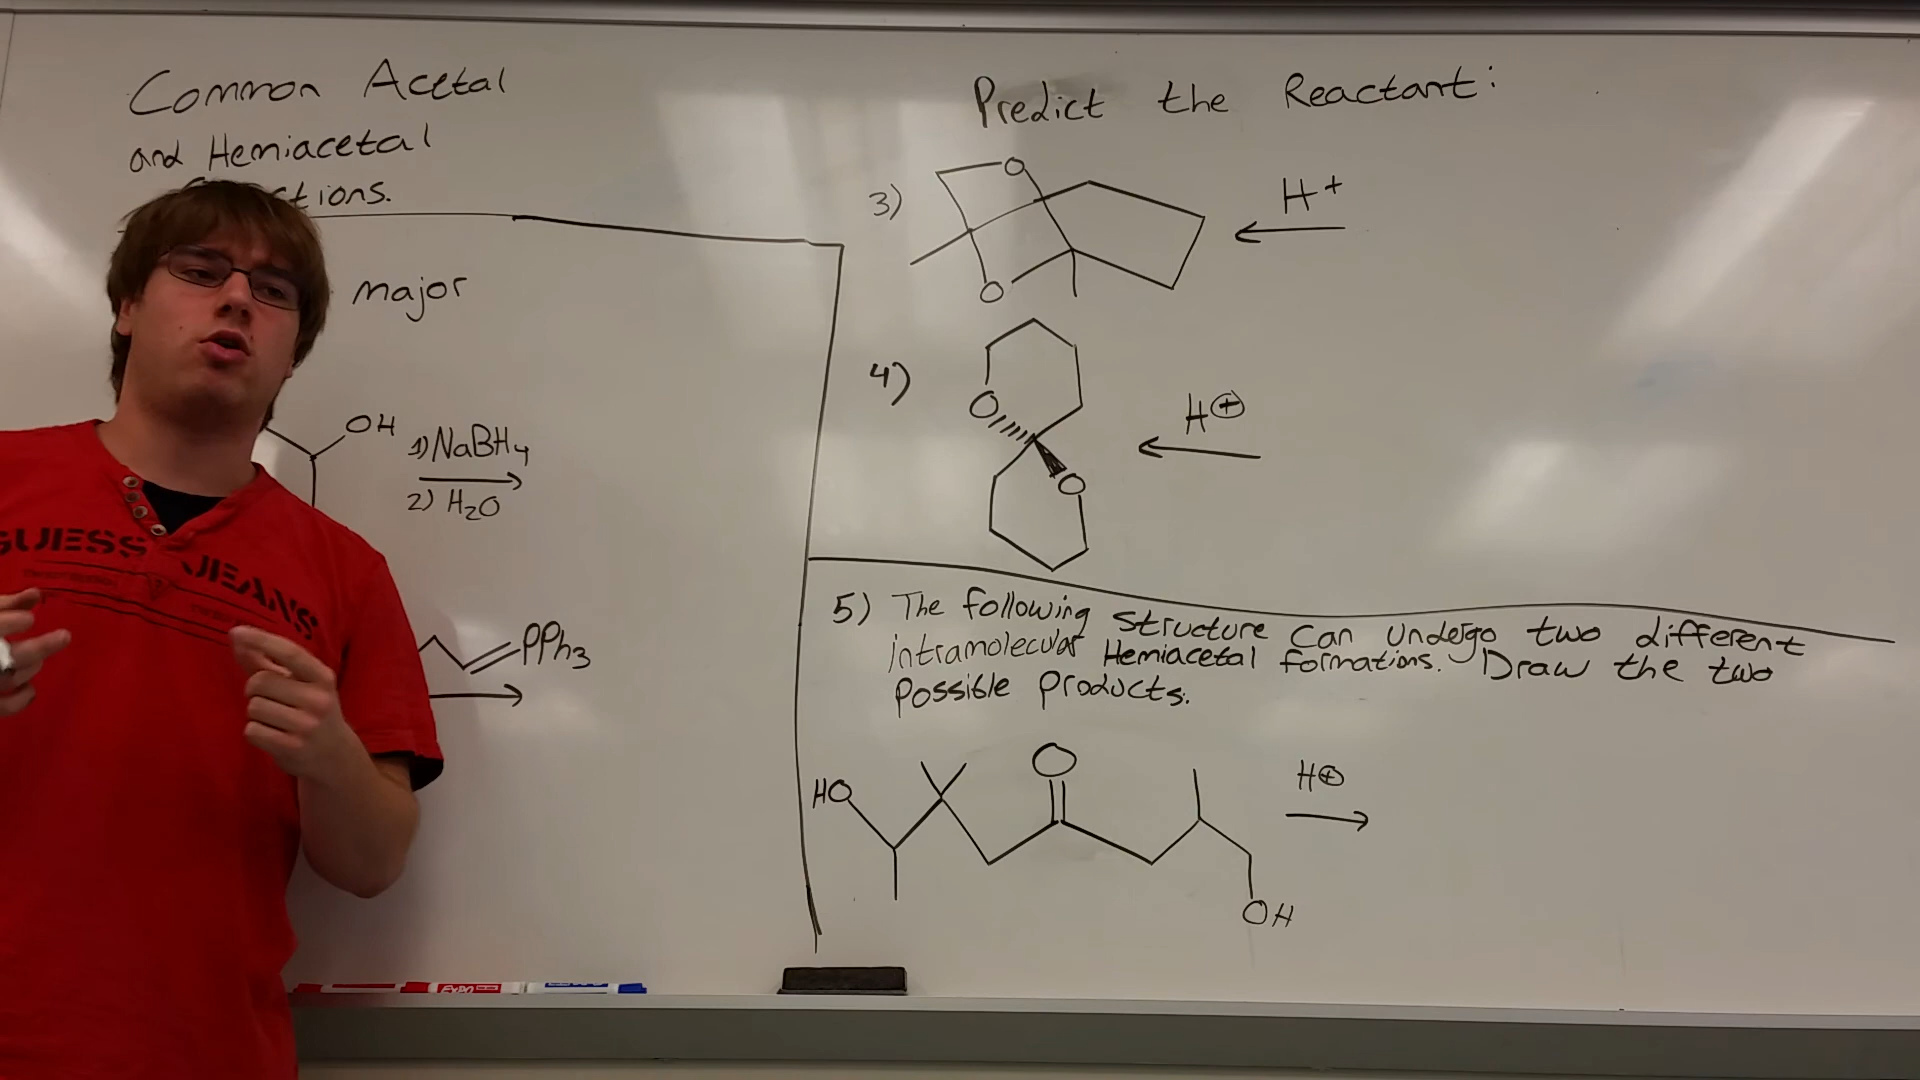 Common Acetal
and Hemiacetal
major
OH
1) NaBH4
2) H2O
PPh3
GUESS JEANS
EXPO
Predict the Reactant:
3)
O
O
H+
4)
O
O
H⊕
5) The following structure can undergo two different
intramolecular Hemiacetal formations. Draw the two
possible products.
HO
O
H⊕
OH